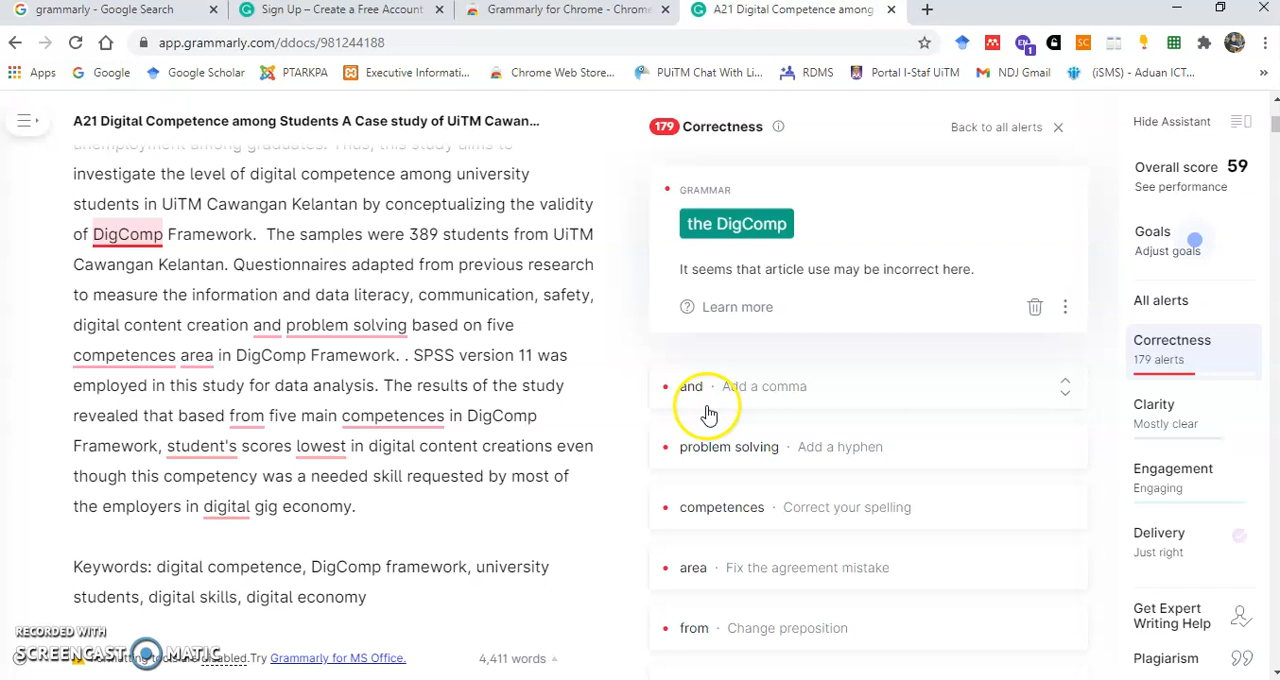 grammarly - Google Search
Sign Up – Create a Free Account
Grammarly for Chrome - Chrome
A21 Digital Competence among
app.grammarly.com/ddocs/981244188
Apps
Google
Google Scholar
PTARKPA
Executive Informati...
Chrome Web Store...
PUiTM Chat With Li...
RDMS
Portal I-Staf UiTM
NDJ Gmail
(iSMS) - Aduan ICT...
A21 Digital Competence among Students A Case study of UiTM Cawan...
unemployment among graduates. Thus, this study aims to
investigate the level of digital competence among university
students in UiTM Cawangan Kelantan by conceptualizing the validity
of DigComp Framework.  The samples were 389 students from UiTM
Cawangan Kelantan. Questionnaires adapted from previous research
to measure the information and data literacy, communication, safety,
digital content creation and problem solving based on five
competences area in DigComp Framework. . SPSS version 11 was
employed in this study for data analysis. The results of the study
revealed that based from five main competences in DigComp
Framework, student's scores lowest in digital content creations even
though this competency was a needed skill requested by most of
the employers in digital gig economy.
Keywords: digital competence, DigComp framework, university
students, digital skills, digital economy
RECORDED WITH
SCREENCAST MATIC
tools are disabled. Try Grammarly for MS Office.
4,411 words
179 Correctness
Back to all alerts
GRAMMAR
the DigComp
It seems that article use may be incorrect here.
Learn more
and · Add a comma
problem solving · Add a hyphen
competences · Correct your spelling
area · Fix the agreement mistake
from · Change preposition
Hide Assistant
Overall score 59
See performance
Goals
Adjust goals
All alerts
Correctness
179 alerts
Clarity
Mostly clear
Engagement
Engaging
Delivery
Just right
Get Expert
Writing Help
Plagiarism